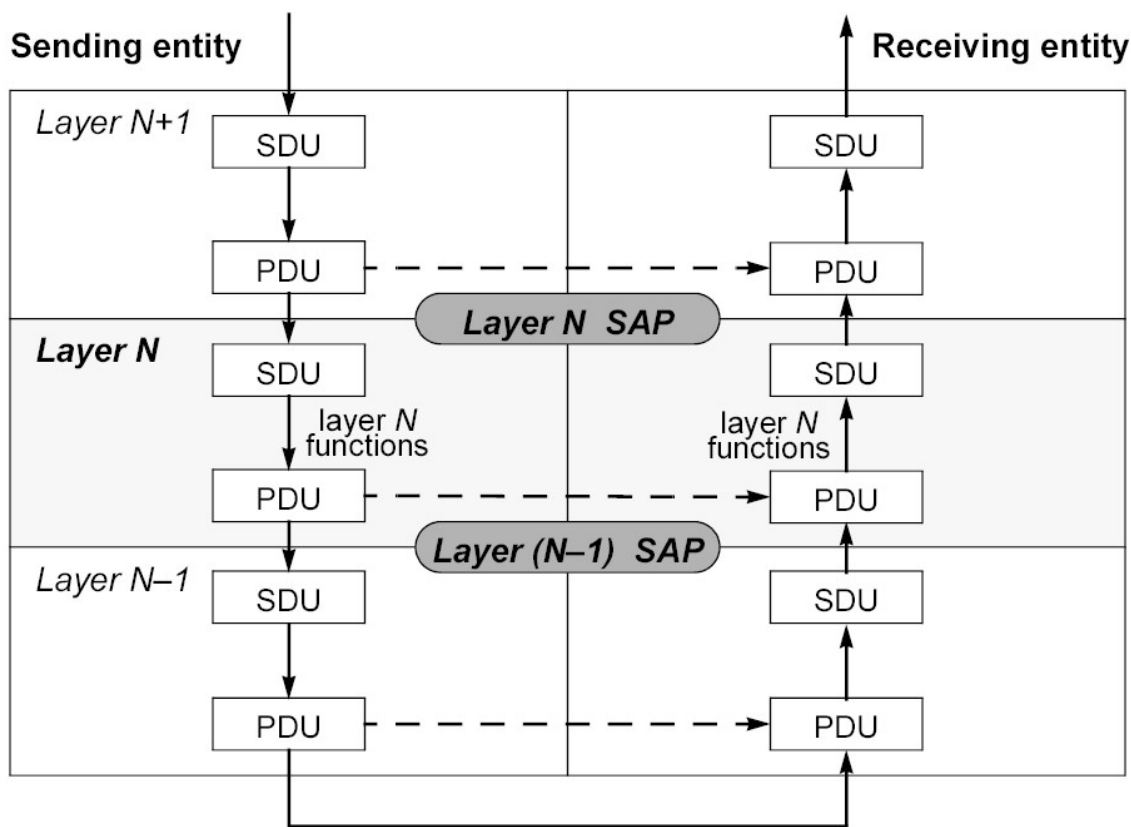 Sending entity
Receiving entity
Layer N+1
SDU
SDU
PDU
PDU
Layer N SAP
Layer N
SDU
SDU
layer N
functions
layer N
functions
PDU
PDU
Layer (N–1) SAP
Layer N–1
SDU
SDU
PDU
PDU